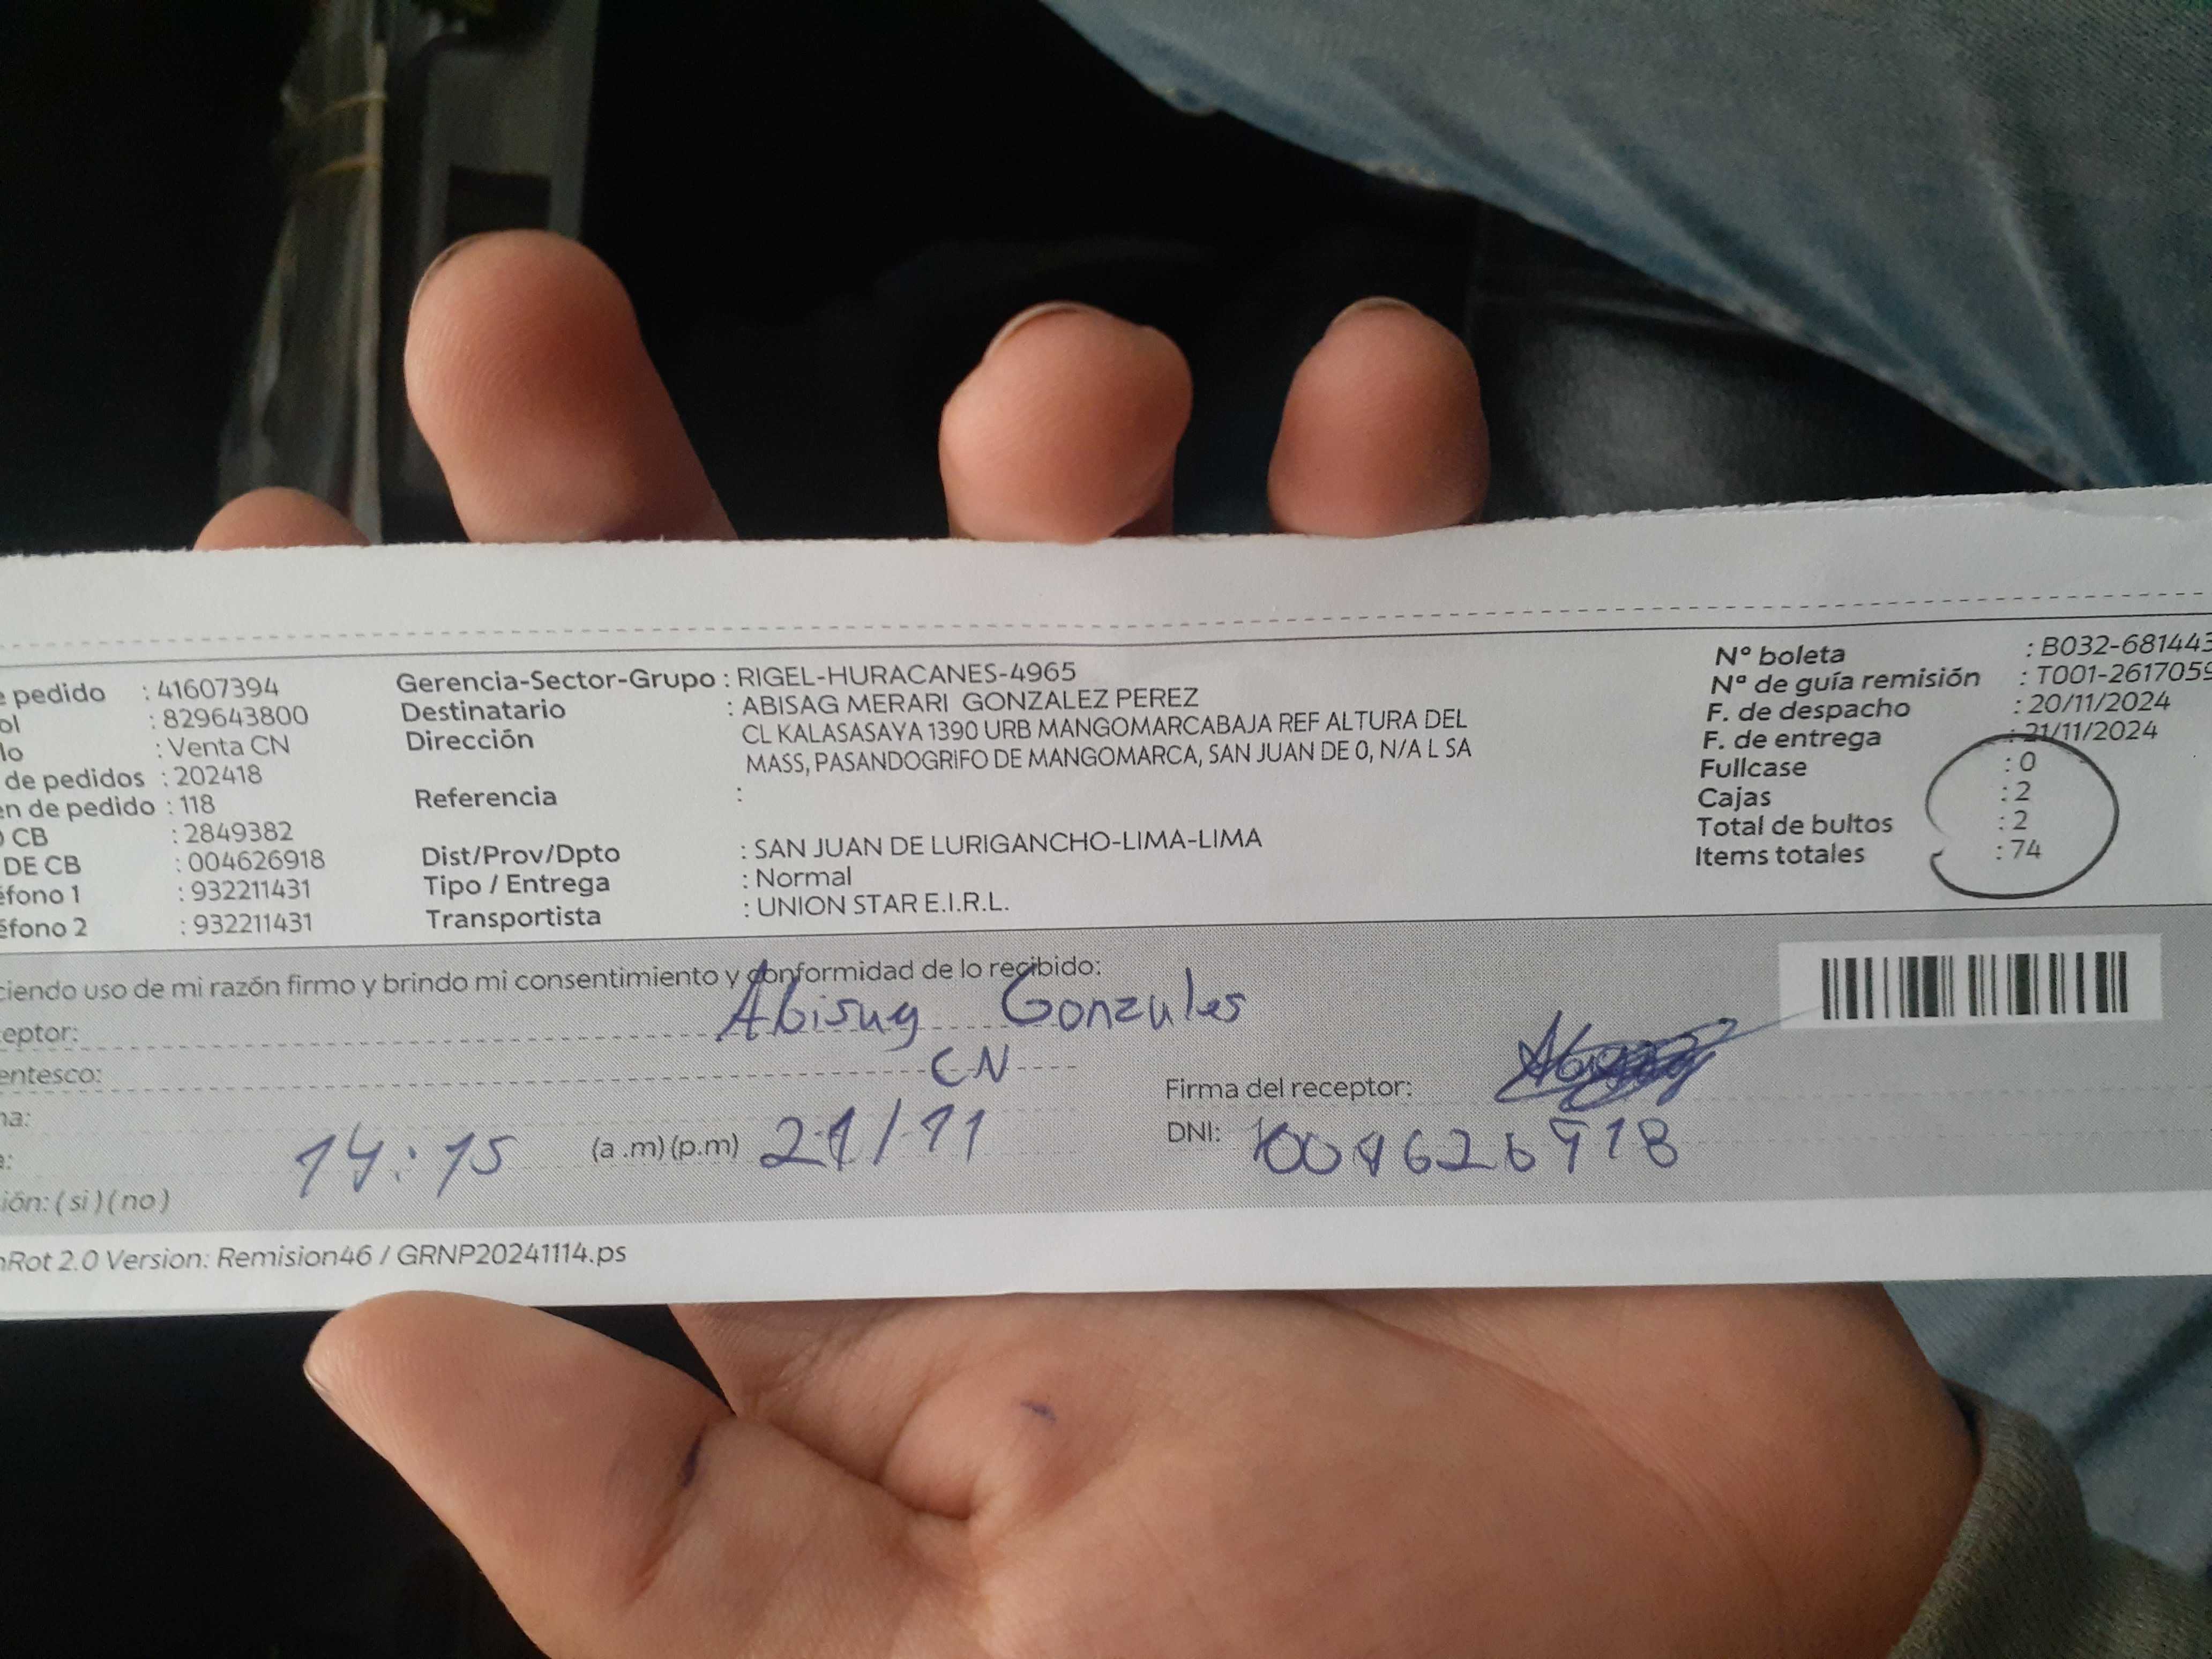 e pedido : 41607394
ol : 829643800
lo : Venta CN
de pedidos : 202418
en de pedido : 118
O CB : 2849382
DE CB : 004626918
éfono 1 : 932211431
éfono 2 : 932211431
Gerencia-Sector-Grupo : RIGEL-HURACANES-4965
Destinatario : ABISAG MERARI GONZALEZ PEREZ
Dirección : CL KALASASAYA 1390 URB MANGOMARCABAJA REF ALTURA DEL
MASS, PASANDOGRIFO DE MANGOMARCA, SAN JUAN DE 0, N/A L SA
Referencia :
Dist/Prov/Dpto : SAN JUAN DE LURIGANCHO-LIMA-LIMA
Tipo / Entrega : Normal
Transportista : UNION STAR E.I.R.L.
Nº boleta : B032-681443
Nº de guía remisión : T001-2617059
F. de despacho : 20/11/2024
F. de entrega : 21/11/2024
Fullcase : 0
Cajas : 2
Total de bultos : 2
Items totales : 74
ciendo uso de mi razón firmo y brindo mi consentimiento y conformidad de lo recibido:
eptor: Abisag Gonzales
entesco: CN
na:
a: 14:15 (a .m) (p.m) 21/11
ión: ( si ) ( no )
Firma del receptor:
DNI: 004626918
nRot 2.0 Version: Remision46 / GRNP20241114.ps